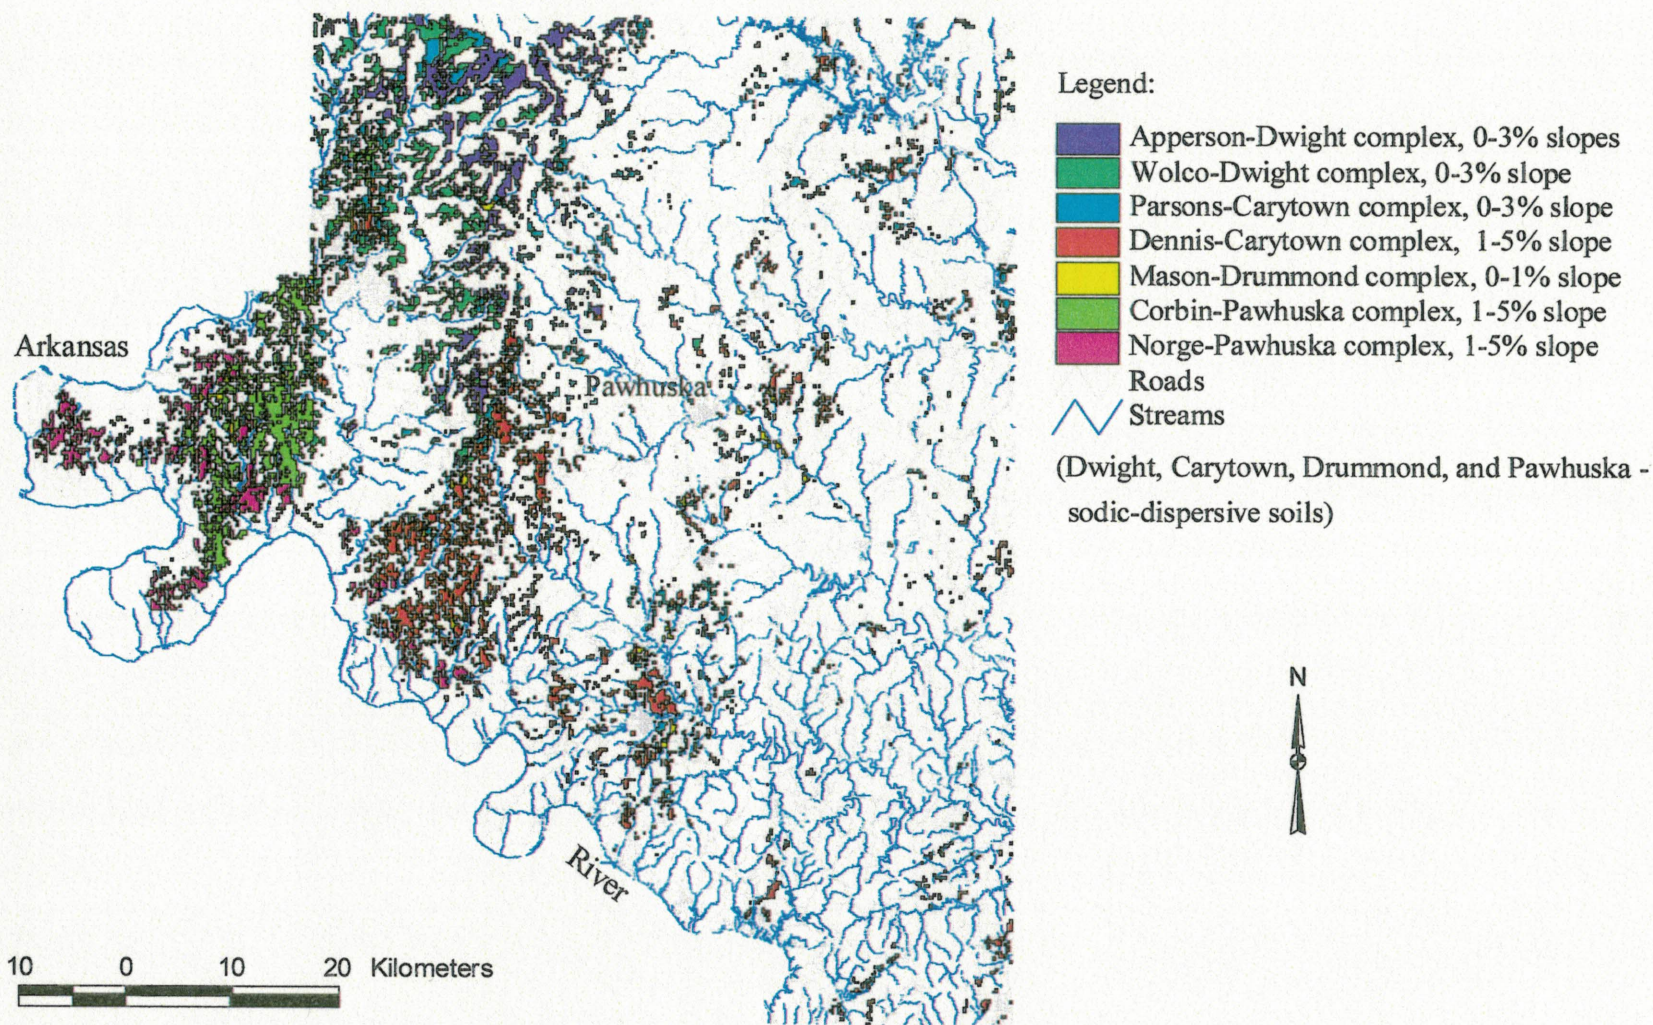 Legend:
Apperson-Dwight complex, 0-3% slopes
Wolco-Dwight complex, 0-3% slope
Parsons-Carytown complex, 0-3% slope
Dennis-Carytown complex, 1-5% slope
Mason-Drummond complex, 0-1% slope
Corbin-Pawhuska complex, 1-5% slope
Norge-Pawhuska complex, 1-5% slope
Roads
Streams
(Dwight, Carytown, Drummond, and Pawhuska -
sodic-dispersive soils)
Arkansas
Pawhuska
River
N
10 0 10 20 Kilometers